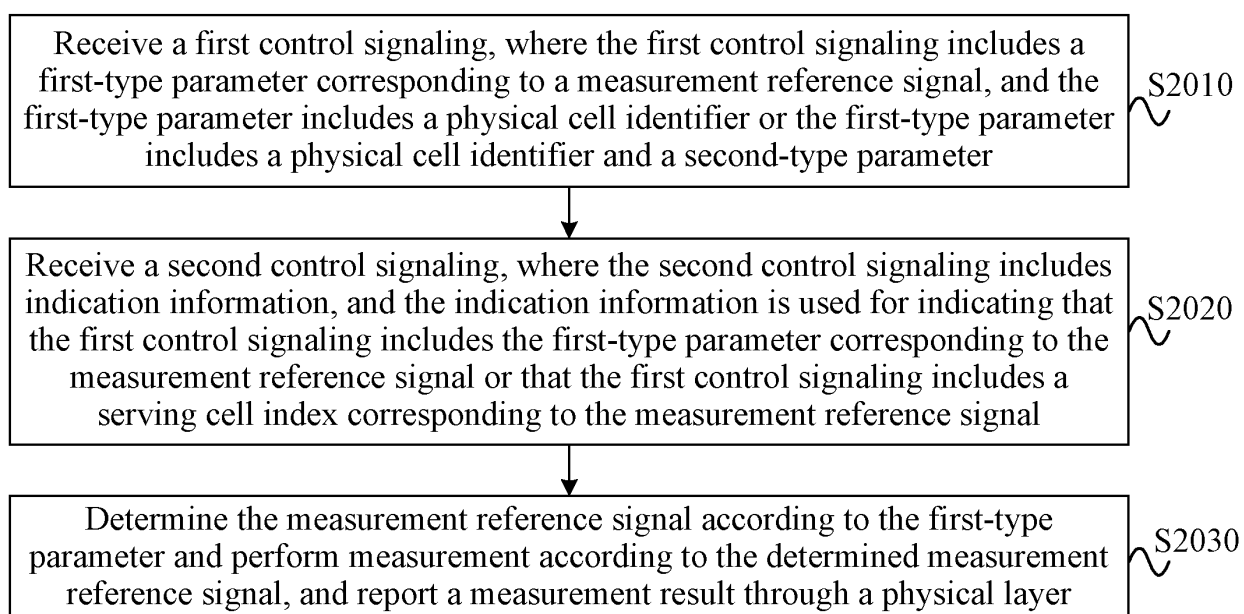 Receive a first control signaling, where the first control signaling includes a
first-type parameter corresponding to a measurement reference signal, and the
first-type parameter includes a physical cell identifier or the first-type parameter
includes a physical cell identifier and a second-type parameter
S2010
Receive a second control signaling, where the second control signaling includes
indication information, and the indication information is used for indicating that
the first control signaling includes the first-type parameter corresponding to the
measurement reference signal or that the first control signaling includes a
serving cell index corresponding to the measurement reference signal
S2020
Determine the measurement reference signal according to the first-type
parameter and perform measurement according to the determined measurement
reference signal, and report a measurement result through a physical layer
S2030